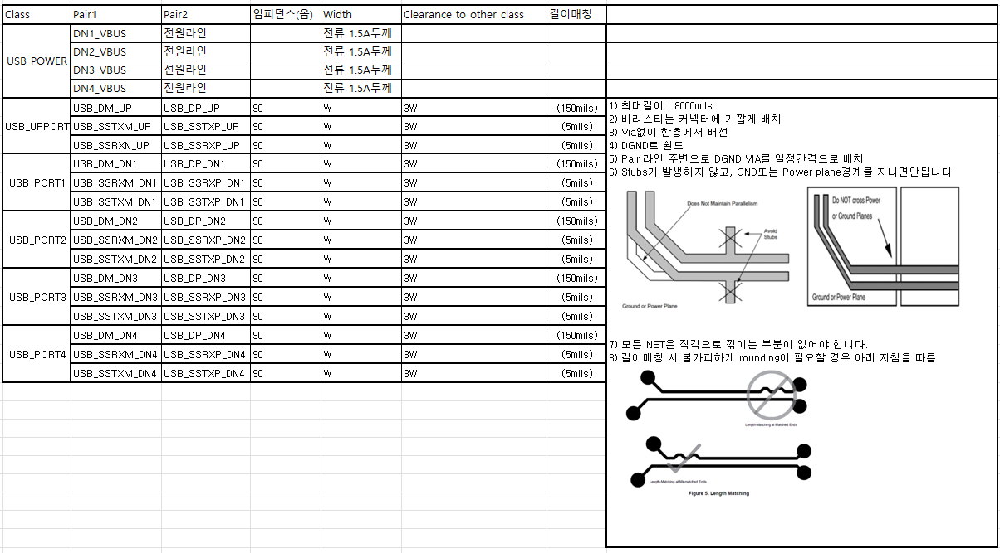 Class Pair1 Pair2 임피던스(옴) Width Clearance to other class 길이매칭
USB POWER
DN1_VBUS 전원라인 전류 1.5A두께
DN2_VBUS 전원라인 전류 1.5A두께
DN3_VBUS 전원라인 전류 1.5A두께
DN4_VBUS 전원라인 전류 1.5A두께
USB_UPPORT
USB_DM_UP USB_DP_UP 90 W 3W (150mils)
USB_SSTXM_UP USB_SSTXP_UP 90 W 3W (5mils)
USB_SSRXN_UP USB_SSRXP_UP 90 W 3W (5mils)
USB_PORT1
USB_DM_DN1 USB_DP_DN1 90 W 3W (150mils)
USB_SSRXM_DN1 USB_SSRXP_DN1 90 W 3W (5mils)
USB_SSTXM_DN1 USB_SSTXP_DN1 90 W 3W (5mils)
USB_PORT2
USB_DM_DN2 USB_DP_DN2 90 W 3W (150mils)
USB_SSRXM_DN2 USB_SSRXP_DN2 90 W 3W (5mils)
USB_SSTXM_DN2 USB_SSTXP_DN2 90 W 3W (5mils)
USB_PORT3
USB_DM_DN3 USB_DP_DN3 90 W 3W (150mils)
USB_SSRXM_DN3 USB_SSRXP_DN3 90 W 3W (5mils)
USB_SSTXM_DN3 USB_SSTXP_DN3 90 W 3W (5mils)
USB_PORT4
USB_DM_DN4 USB_DP_DN4 90 W 3W (150mils)
USB_SSRXM_DN4 USB_SSRXP_DN4 90 W 3W (5mils)
USB_SSTXM_DN4 USB_SSTXP_DN4 90 W 3W (5mils)
1) 최대길이 : 8000mils
2) 바리스타는 커넥터에 가깝게 배치
3) Via없이 한층에서 배선
4) DGND로 쉴드
5) Pair 라인 주변으로 DGND VIA를 일정간격으로 배치
6) Stubs가 발생하지 않고, GND또는 Power plane경계를 지나면안됩니다
Does Not Maintain Parallelism
Avoid
Stubs
Ground or Power Plane
Do NOT cross Power
or Ground Planes
Ground or Power Plane
7) 모든 NET은 직각으로 꺾이는 부분이 없어야 합니다.
8) 길이매칭 시 불가피하게 rounding이 필요할 경우 아래 지침을 따름
Length-Matching at Matched Ends
Length-Matching at Mismatched Ends
Figure 5. Length Matching